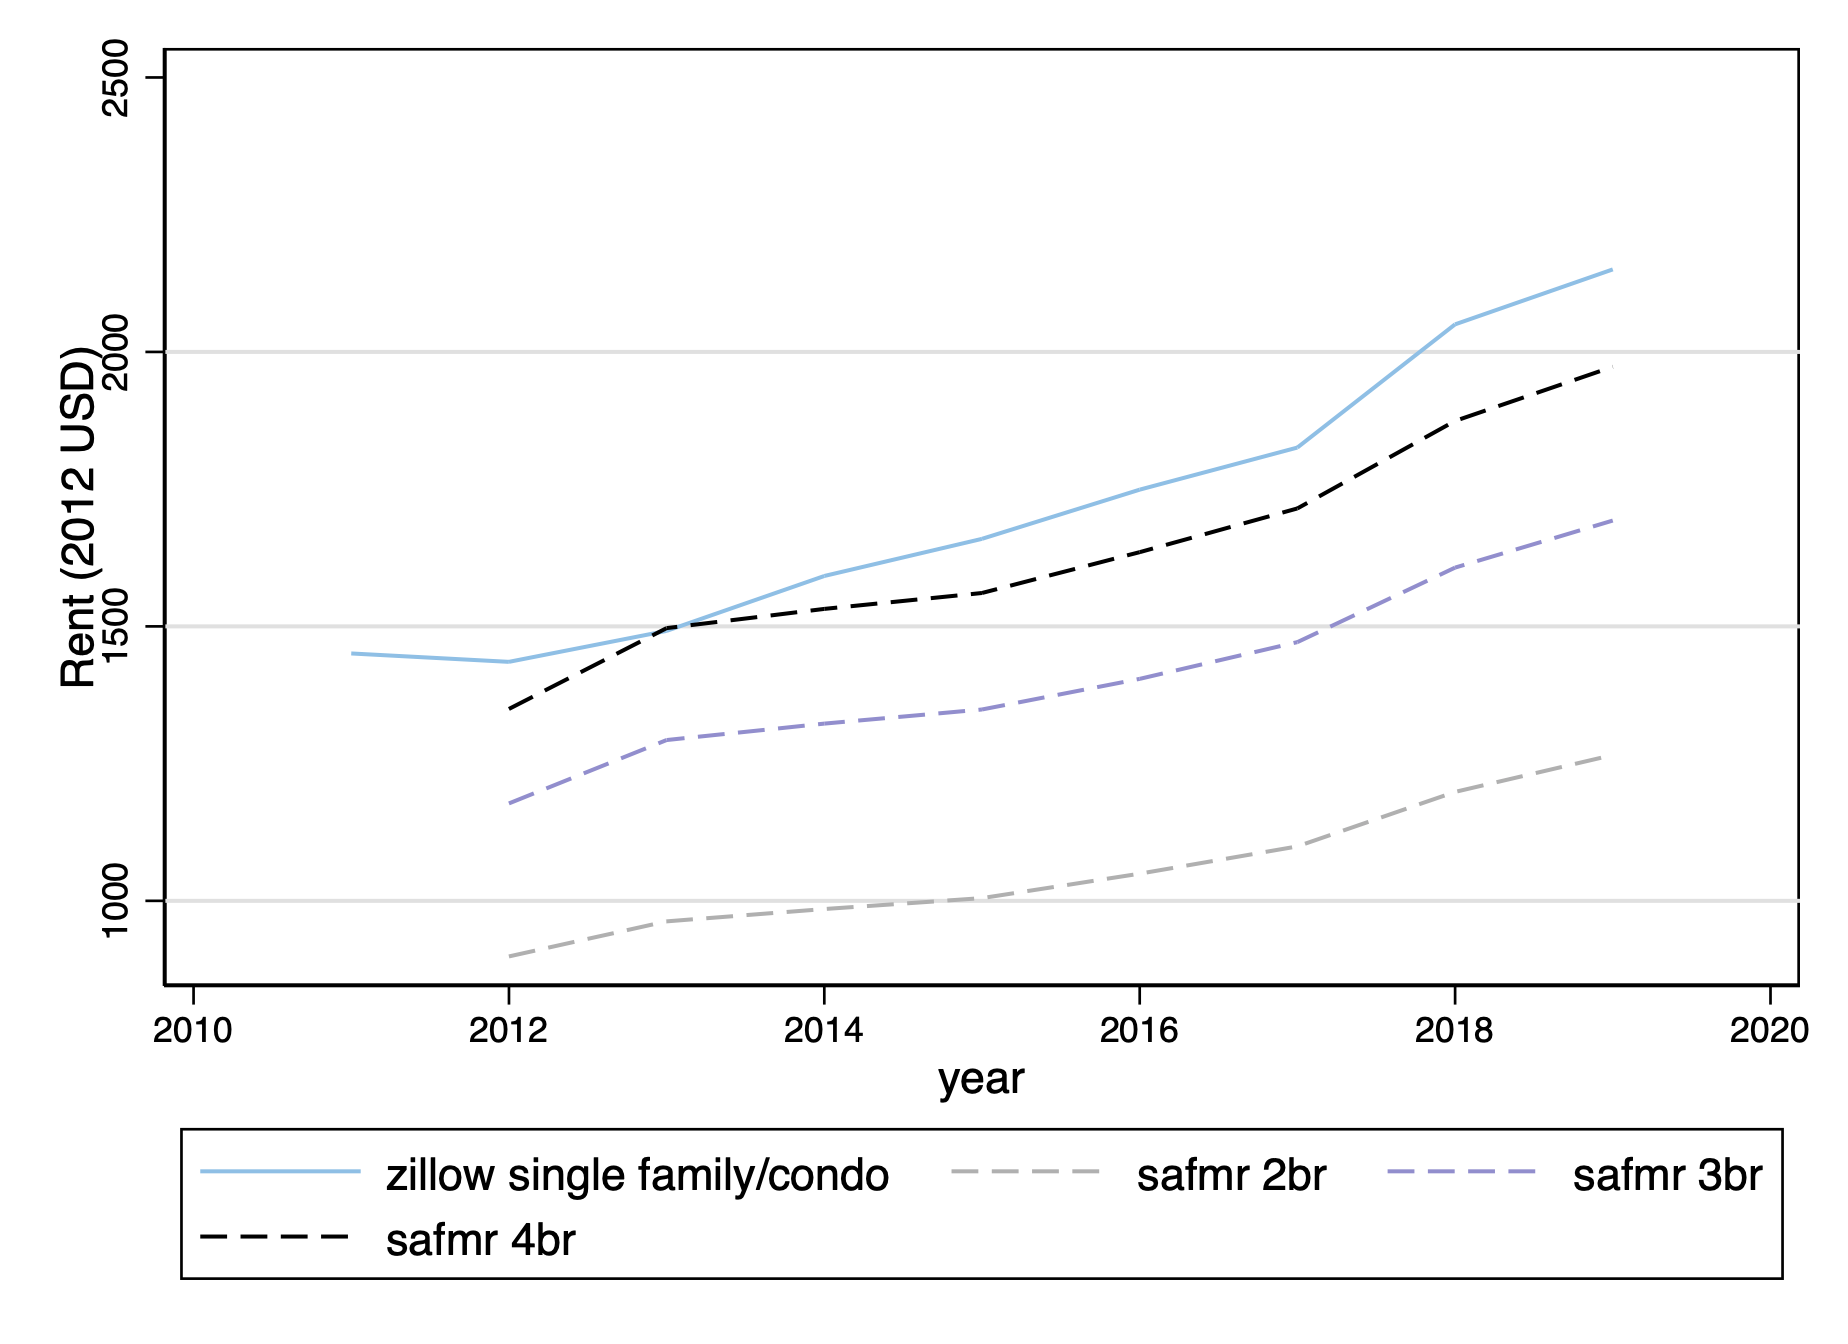 2500
2000
1500
1000
Rent (2012 USD)
2010 2012 2014 2016 2018 2020
year
zillow single family/condo safmr 2br safmr 3br
safmr 4br